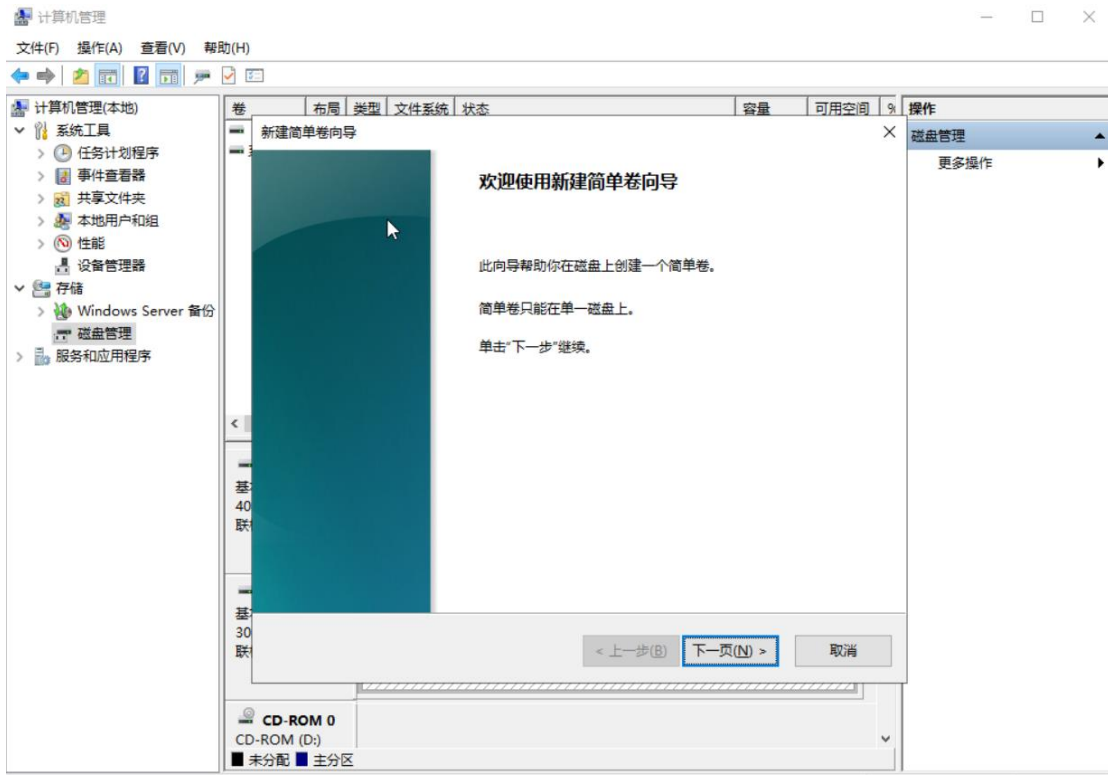 计算机管理
文件(F) 操作(A) 查看(V) 帮助(H)
计算机管理(本地)
系统工具
任务计划程序
事件查看器
共享文件夹
本地用户和组
性能
设备管理器
存储
Windows Server 备份
磁盘管理
服务和应用程序
卷 布局 类型 文件系统 状态 容量 可用空间 %
新建简单卷向导
欢迎使用新建简单卷向导
此向导帮助你在磁盘上创建一个简单卷。
简单卷只能在单一磁盘上。
单击"下一步"继续。
< 上一步(B) 下一页(N) > 取消
基
40
联
基
30
联
CD-ROM 0
CD-ROM (D:)
未分配 主分区
操作
磁盘管理
更多操作